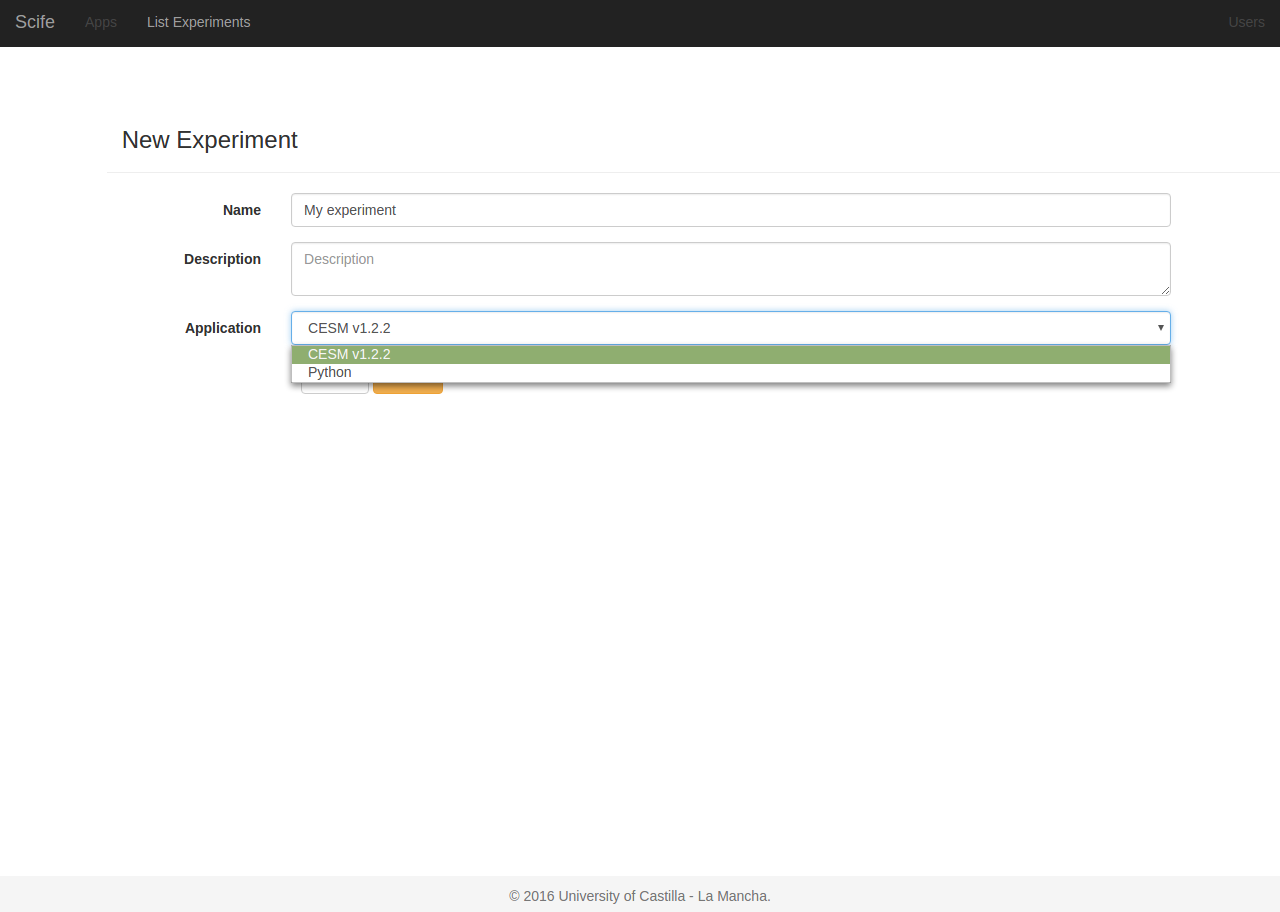 Scife Apps List Experiments Users
New Experiment
Name My experiment
Description Description
Application CESM v1.2.2 ▾
CESM v1.2.2
Python
© 2016 University of Castilla - La Mancha.